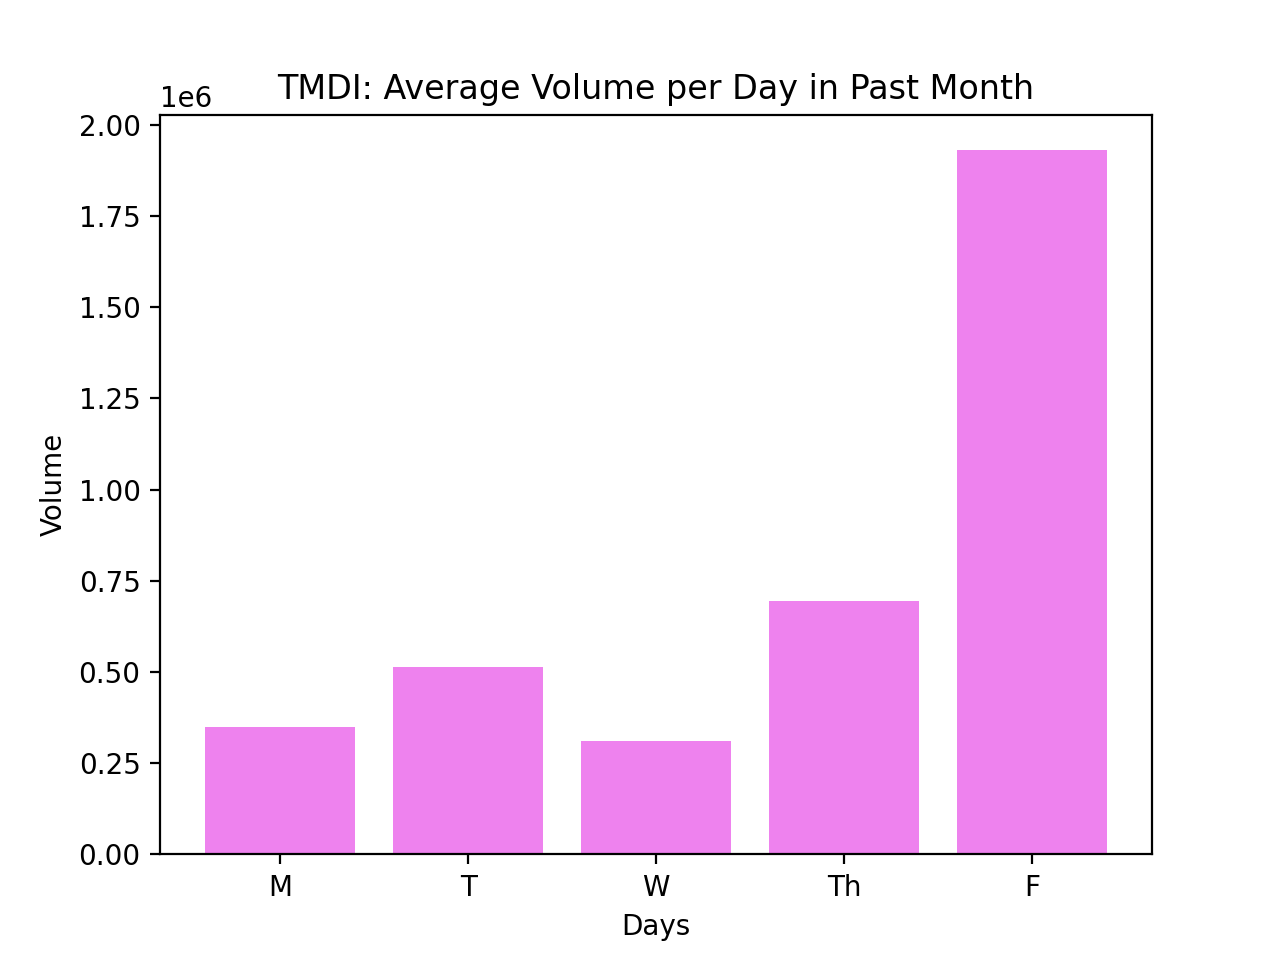 TMDI: Average Volume per Day in Past Month
1e6
2.00
1.75
1.50
1.25
1.00
0.75
0.50
0.25
0.00
Volume
M T W Th F
Days